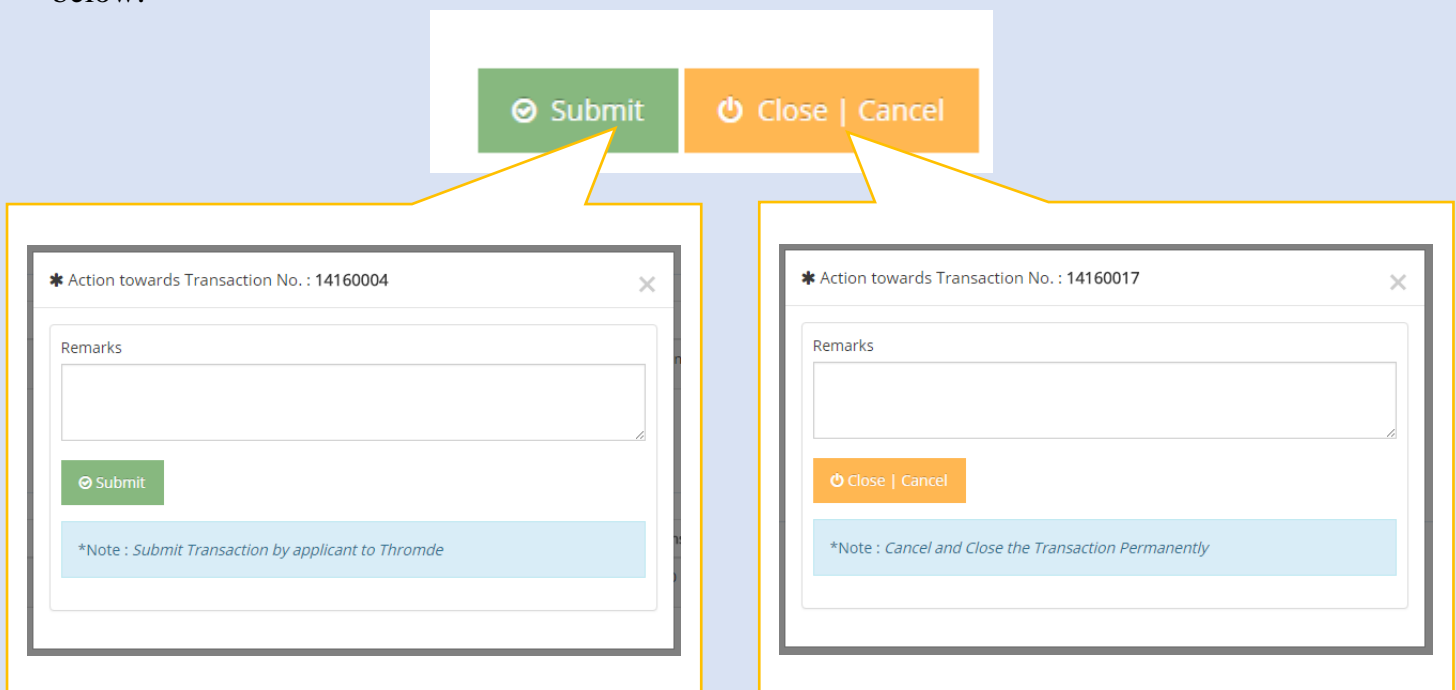 below:
Submit Close | Cancel
✱ Action towards Transaction No. : 14160004 ×
Remarks
Submit
*Note : Submit Transaction by applicant to Thromde
✱ Action towards Transaction No. : 14160017 ×
Remarks
Close | Cancel
*Note : Cancel and Close the Transaction Permanently